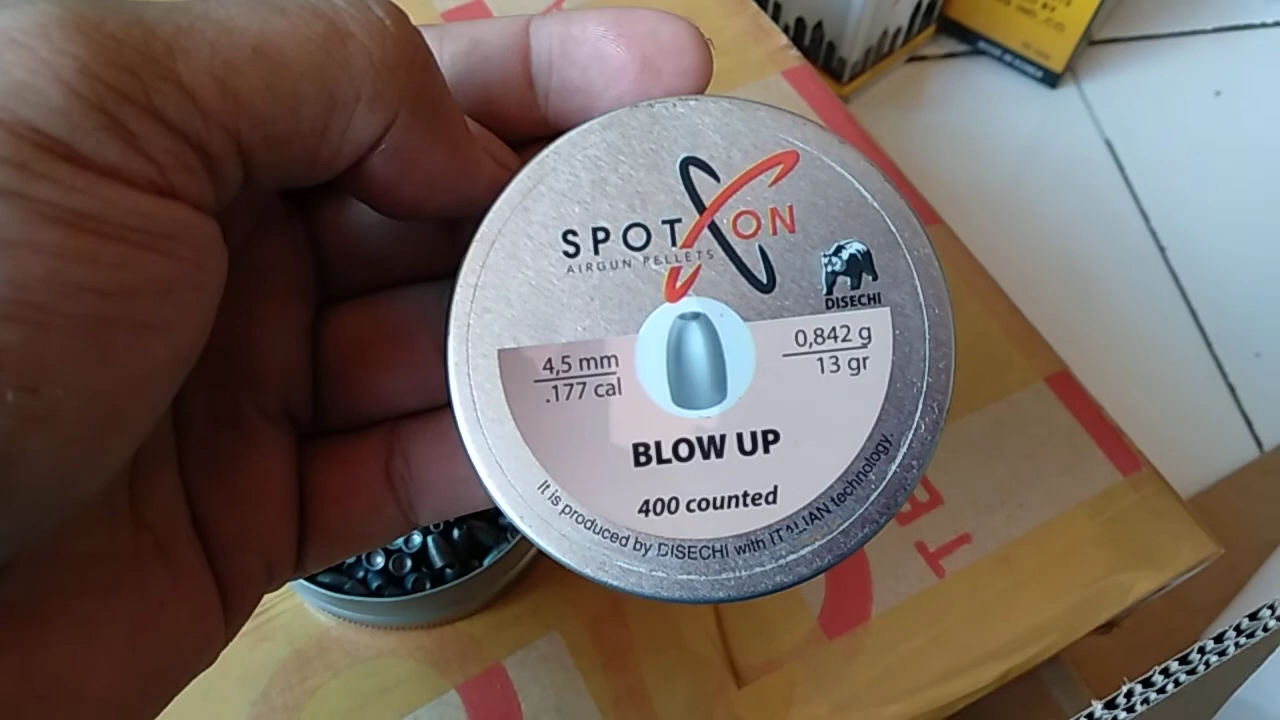 SPOT ON
AIRGUN PELLETS
DISECHI
4,5 mm
.177 cal
0,842 g
13 gr
BLOW UP
400 counted
It is produced by DISECHI with ITALIAN technology.